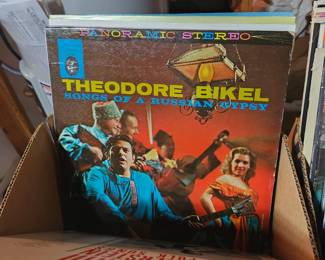 PANORAMIC STEREO
THEODORE BIKEL
SONGS OF A RUSSIAN GYPSY